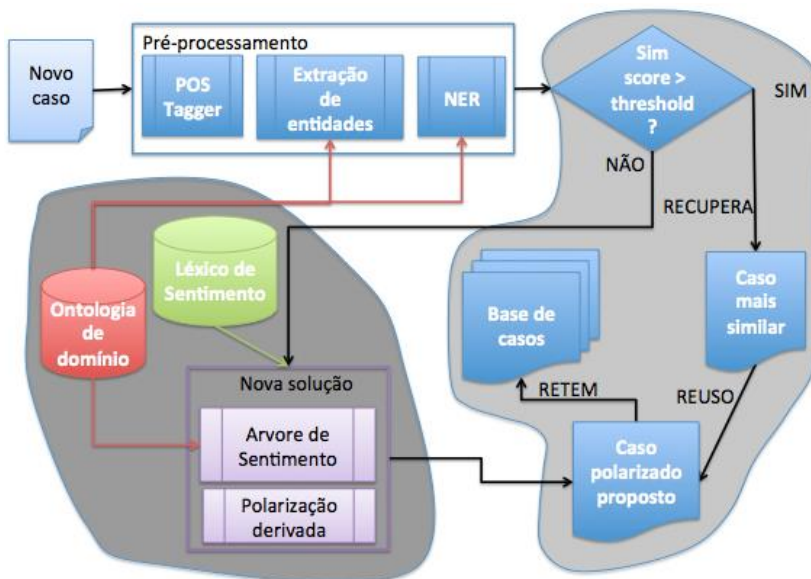 Pré-processamento
Novo
caso
POS
Tagger
Extração
de
entidades
NER
Sim
score >
threshold
?
SIM
NÃO
RECUPERA
Léxico de
Sentimento
Ontologia
de
domínio
Base de
casos
Caso
mais
similar
Nova solução
RETEM
REUSO
Arvore de
Sentimento
Polarização
derivada
Caso
polarizado
proposto